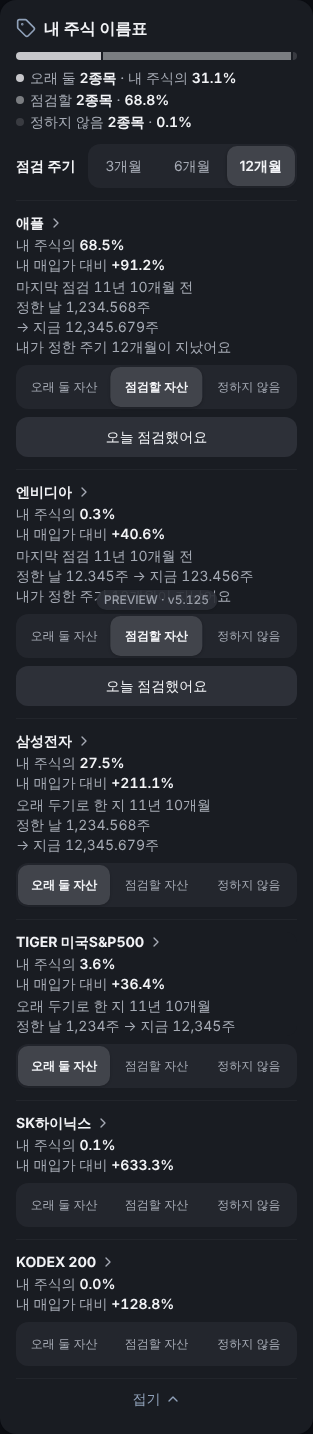 내 주식 이름표
오래 둘 2종목 · 내 주식의 31.1%
점검할 2종목 · 68.8%
정하지 않음 2종목 · 0.1%
점검 주기 3개월 6개월 12개월
애플
내 주식의 68.5%
내 매입가 대비 +91.2%
마지막 점검 11년 10개월 전
정한 날 1,234.568주
→ 지금 12,345.679주
내가 정한 주기 12개월이 지났어요
오래 둘 자산 점검할 자산 정하지 않음
오늘 점검했어요
엔비디아
내 주식의 0.3%
내 매입가 대비 +40.6%
마지막 점검 11년 10개월 전
정한 날 12.345주 → 지금 123.456주
내가 정한 요
PREVIEW · v5.125
오래 둘 자산 점검할 자산 정하지 않음
오늘 점검했어요
삼성전자
내 주식의 27.5%
내 매입가 대비 +211.1%
오래 두기로 한 지 11년 10개월
정한 날 1,234.568주
→ 지금 12,345.679주
오래 둘 자산 점검할 자산 정하지 않음
TIGER 미국S&P500
내 주식의 3.6%
내 매입가 대비 +36.4%
오래 두기로 한 지 11년 10개월
정한 날 1,234주 → 지금 12,345주
오래 둘 자산 점검할 자산 정하지 않음
SK하이닉스
내 주식의 0.1%
내 매입가 대비 +633.3%
오래 둘 자산 점검할 자산 정하지 않음
KODEX 200
내 주식의 0.0%
내 매입가 대비 +128.8%
오래 둘 자산 점검할 자산 정하지 않음
접기